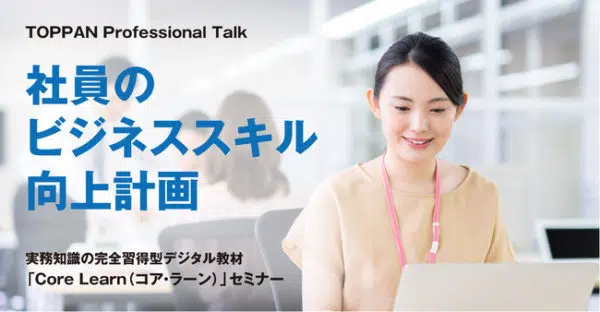 TOPPAN Professional Talk
社員の
ビジネススキル
向上計画
実務知識の完全習得型デジタル教材
「Core Learn(コア・ラーン)」セミナー